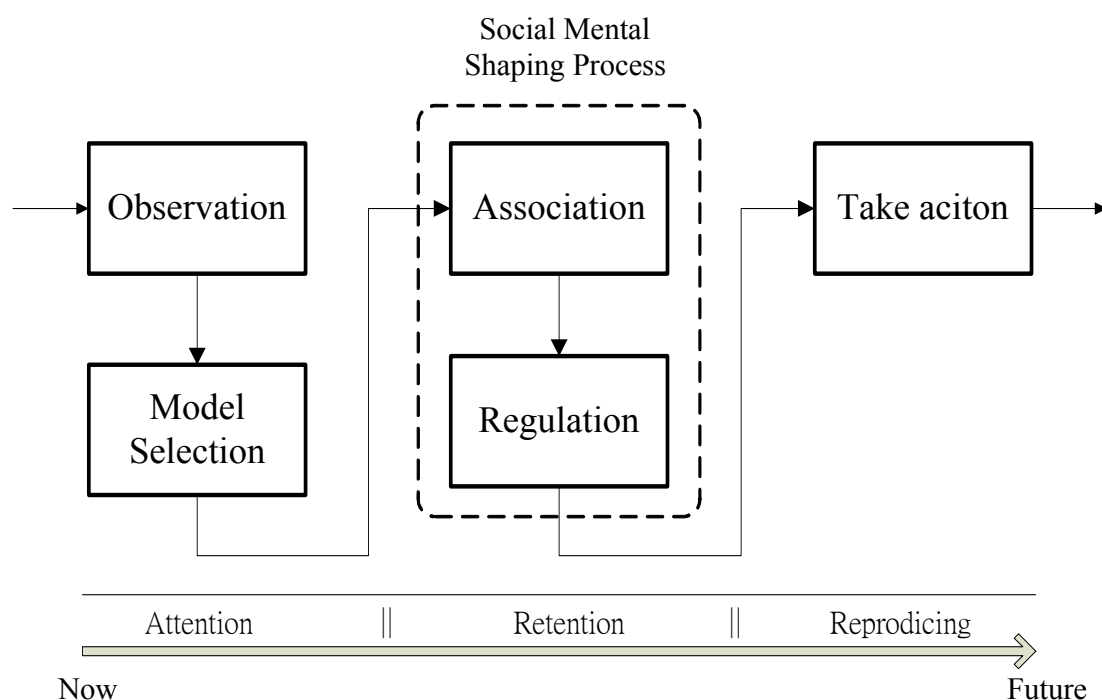 Social Mental
Shaping Process
Observation
Association
Take aciton
Model
Selection
Regulation
Attention
||
Retention
||
Reprodicing
Now
Future